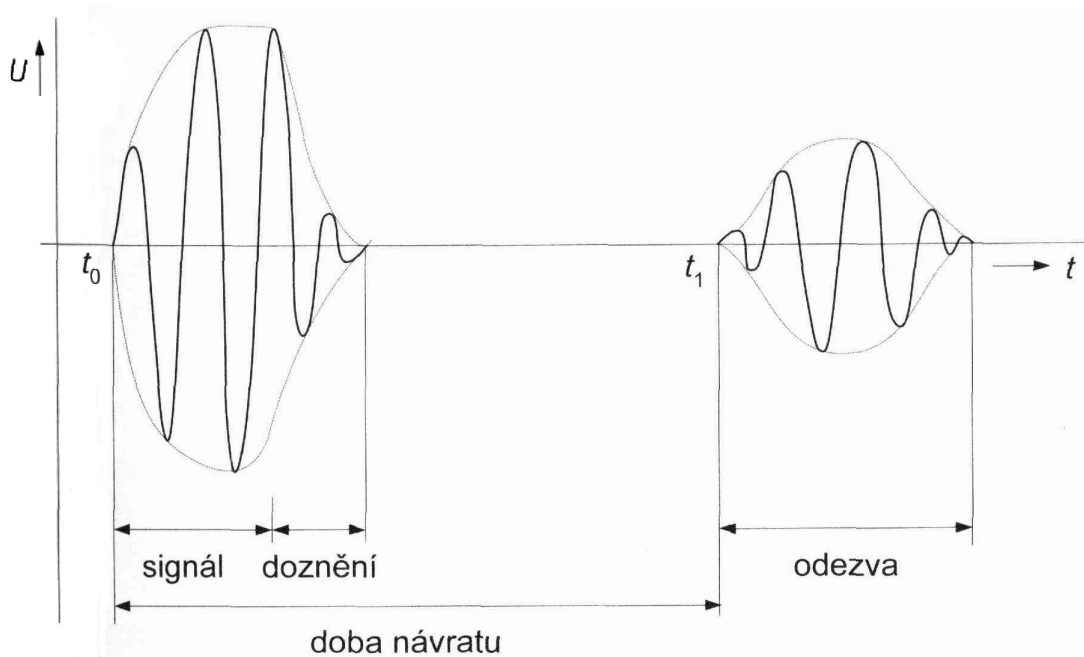 U
t0
t1
t
signál
doznění
odezva
doba návratu